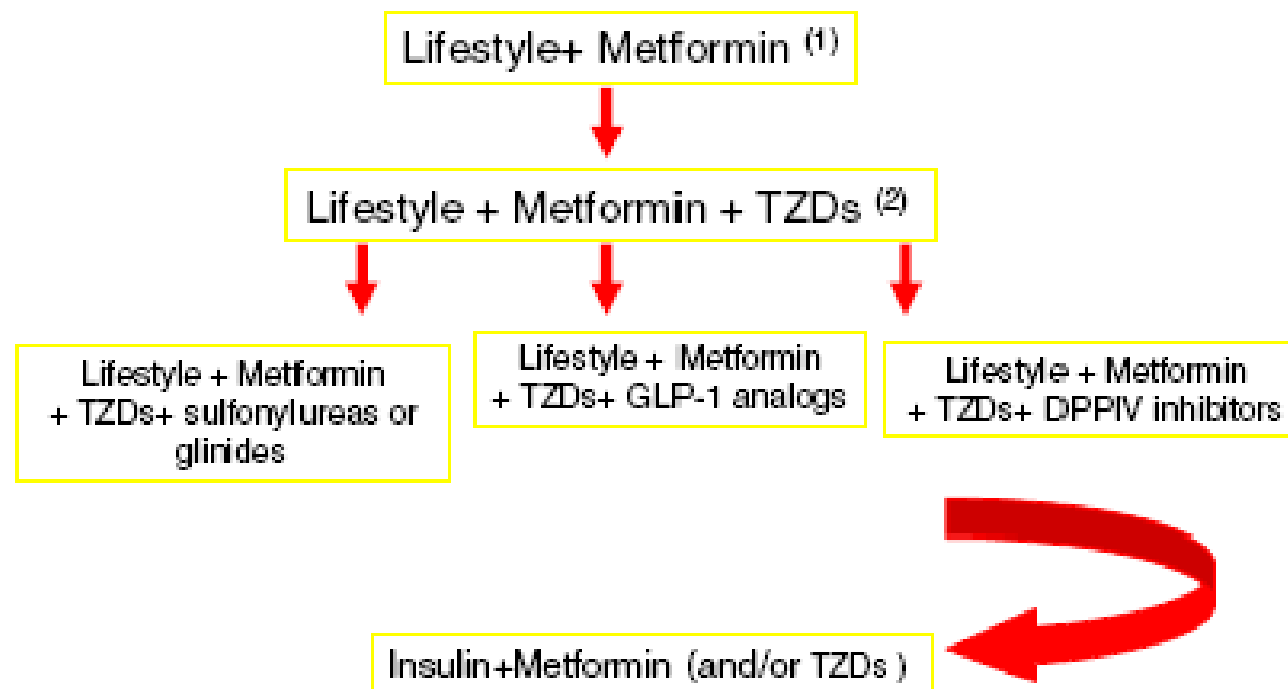 Lifestyle+ Metformin (1)
Lifestyle + Metformin + TZDs (2)
Lifestyle + Metformin
+ TZDs+ sulfonylureas or
glinides
Lifestyle + Metformin
+ TZDs+ GLP-1 analogs
Lifestyle + Metformin
+ TZDs+ DPPIV inhibitors
Insulin+Metformin (and/or TZDs )